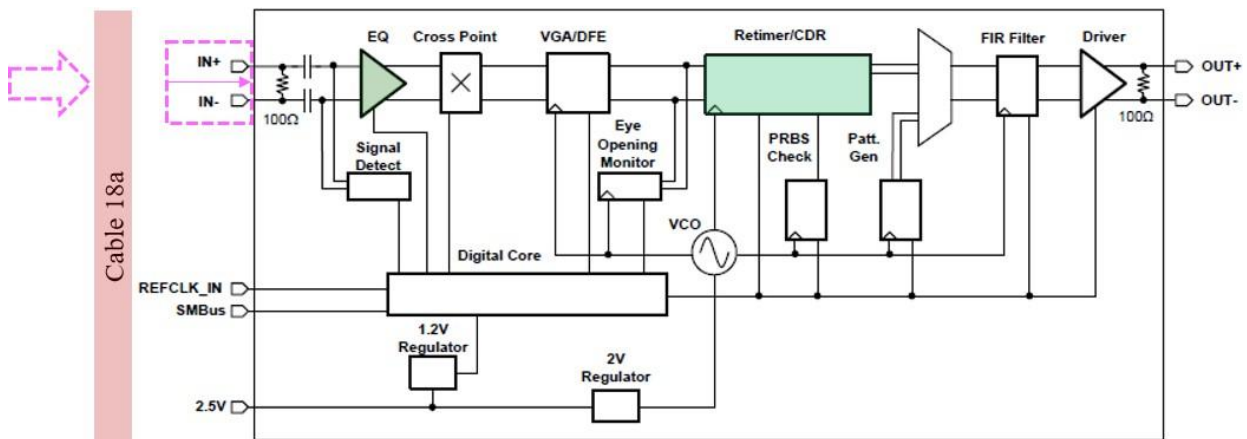 EQ
Cross Point
VGA/DFE
Retimer/CDR
FIR Filter
Driver
IN+
IN-
100Ω
OUT+
OUT-
100Ω
Signal
Detect
Eye
Opening
Monitor
PRBS
Check
Patt.
Gen
VCO
Cable 18a
Digital Core
REFCLK_IN
SMBus
1.2V
Regulator
2V
Regulator
2.5V